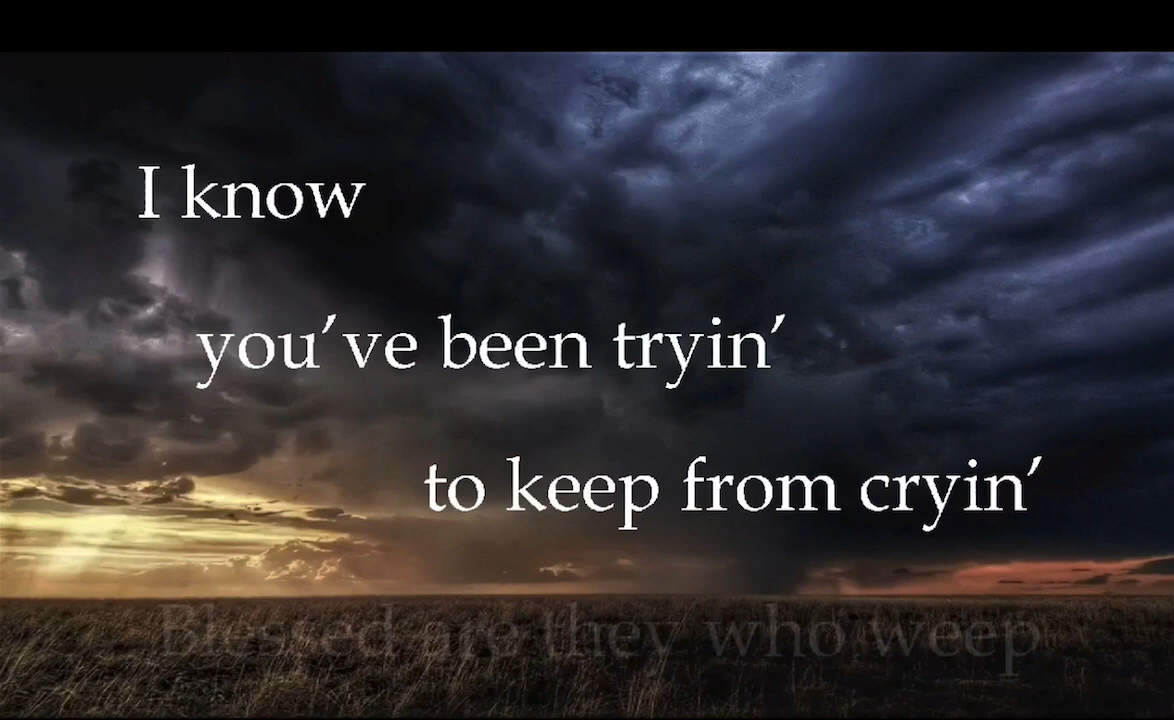 I know
you’ve been tryin’
to keep from cryin’
Blessed are they who weep